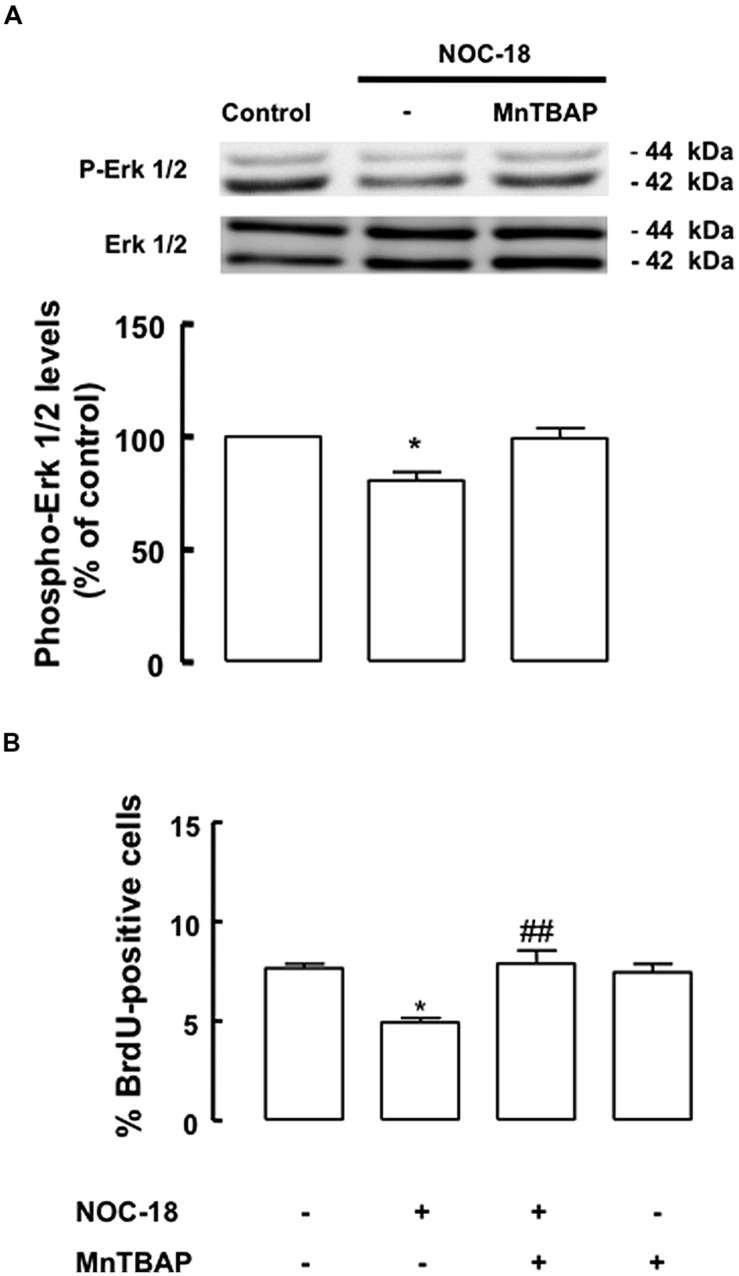 A
NOC-18
Control - MnTBAP
P-Erk 1/2
- 44 kDa
- 42 kDa
Erk 1/2
- 44 kDa
- 42 kDa
Phospho-Erk 1/2 levels
(% of control)
150
100
50
0
*
B
% BrdU-positive cells
15
10
5
0
*
##
NOC-18 - + + -
MnTBAP - - + +